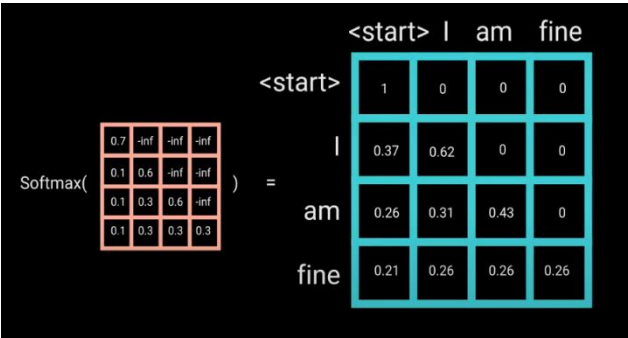 <start> I am fine
<start> 1 0 0 0
I 0.37 0.62 0 0
am 0.26 0.31 0.43 0
fine 0.21 0.26 0.26 0.26
Softmax(
0.7 -inf -inf -inf
0.1 0.6 -inf -inf
0.1 0.3 0.6 -inf
0.1 0.3 0.3 0.3
) =